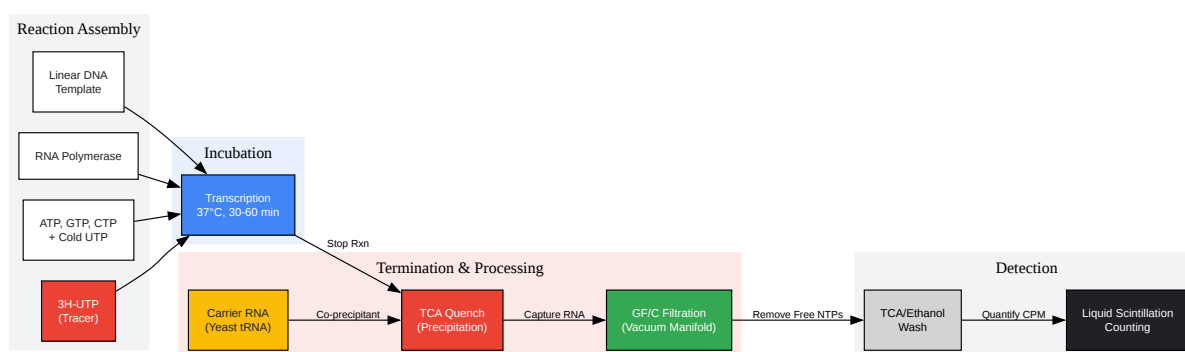 Reaction Assembly
Linear DNA
Template
RNA Polymerase
ATP, GTP, CTP
+ Cold UTP
3H-UTP
(Tracer)
Incubation
Transcription
37°C, 30-60 min
Stop Rxn
Termination & Processing
Carrier RNA
(Yeast tRNA)
Co-precipitant
TCA Quench
(Precipitation)
Capture RNA
GF/C Filtration
(Vacuum Manifold)
Remove Free NTPs
Detection
TCA/Ethanol
Wash
Quantify CPM
Liquid Scintillation
Counting